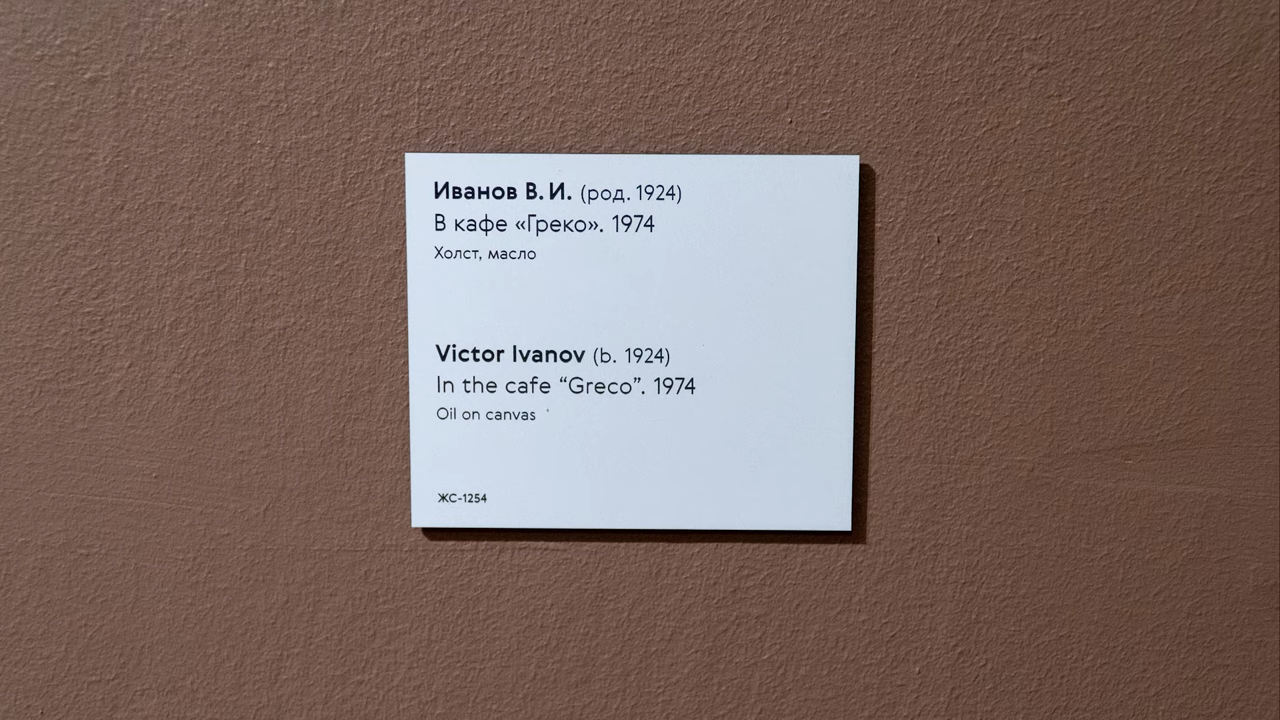 Иванов В. И. (род. 1924)
В кафе «Греко». 1974
Холст, масло
Victor Ivanov (b. 1924)
In the cafe “Greco”. 1974
Oil on canvas
ЖС-1254